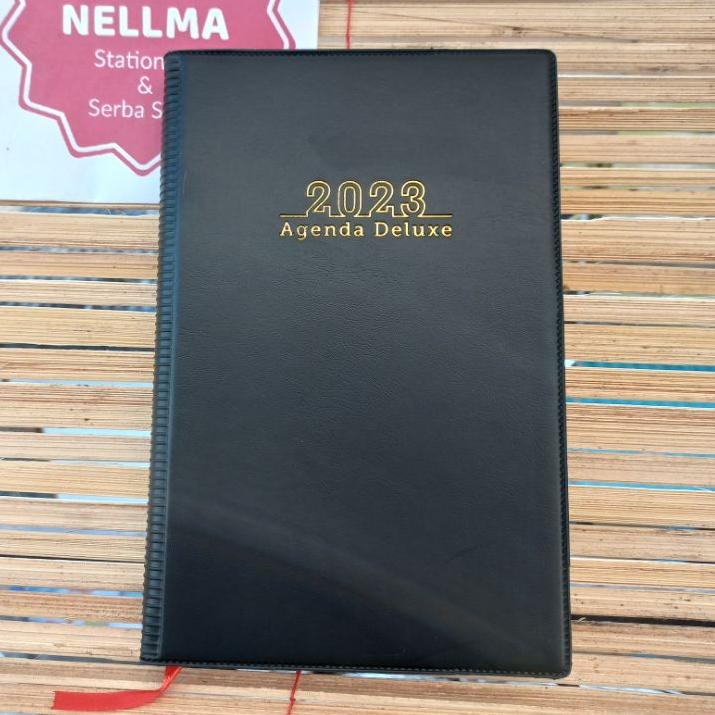 NELLMA
Station
&
Serba S
2023
Agenda Deluxe